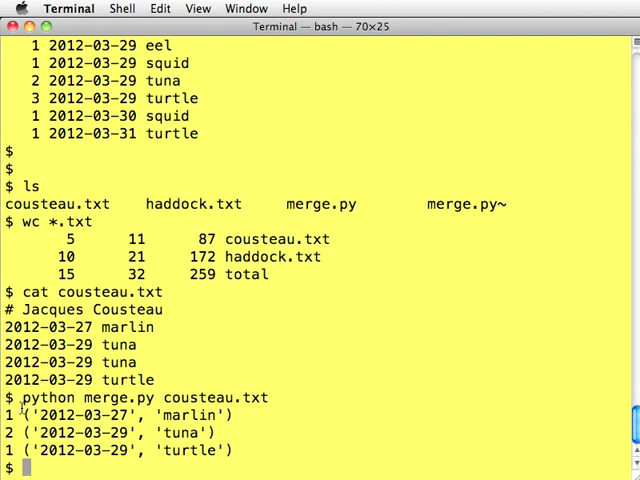 Terminal Shell Edit View Window Help
Terminal — bash — 70×25
1 2012-03-29 eel
1 2012-03-29 squid
2 2012-03-29 tuna
3 2012-03-29 turtle
1 2012-03-30 squid
1 2012-03-31 turtle
$
$
$ ls
cousteau.txt haddock.txt merge.py merge.py~
$ wc *.txt
5 11 87 cousteau.txt
10 21 172 haddock.txt
15 32 259 total
$ cat cousteau.txt
# Jacques Cousteau
2012-03-27 marlin
2012-03-29 tuna
2012-03-29 tuna
2012-03-29 turtle
$ python merge.py cousteau.txt
1 ('2012-03-27', 'marlin')
2 ('2012-03-29', 'tuna')
1 ('2012-03-29', 'turtle')
$